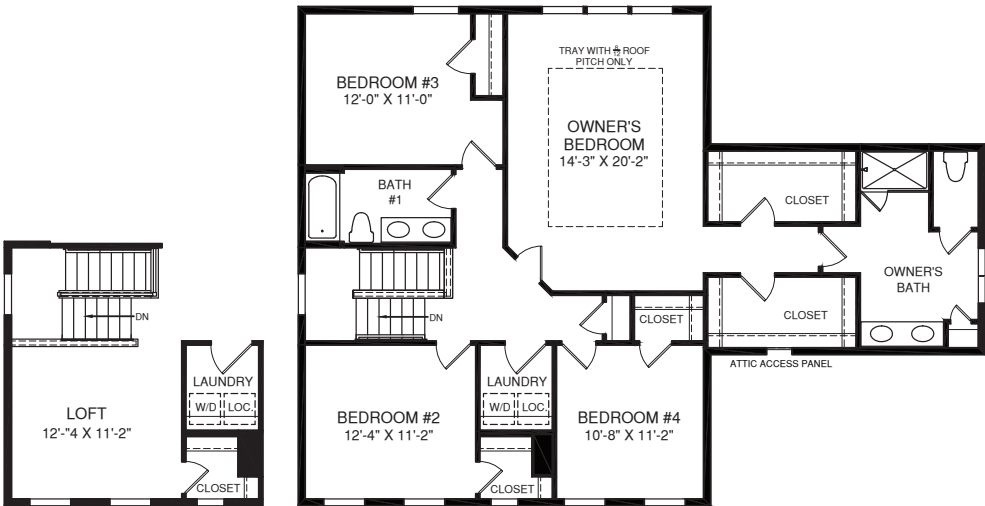 TRAY WITH 8/12 ROOF
PITCH ONLY
BEDROOM #3
12'-0" X 11'-0"
OWNER'S
BEDROOM
14'-3" X 20'-2"
BATH
#1
CLOSET
OWNER'S
BATH
CLOSET
CLOSET
DN
ATTIC ACCESS PANEL
LAUNDRY
W/D
LOC.
BEDROOM #2
12'-4" X 11'-2"
BEDROOM #4
10'-8" X 11'-2"
CLOSET
DN
LAUNDRY
W/D
LOC.
LOFT
12'-"4 X 11'-2"
CLOSET